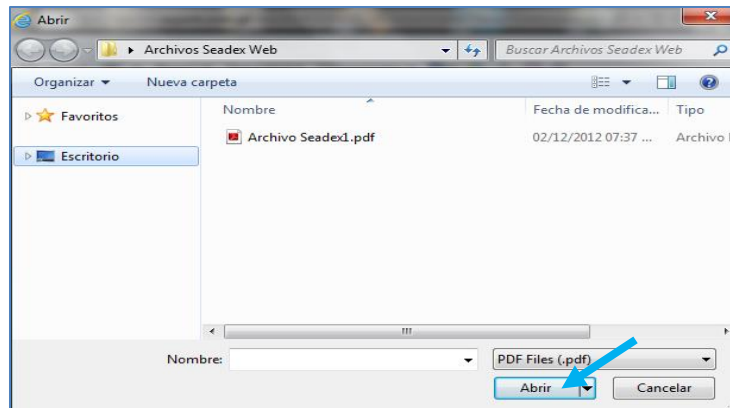 Abrir
Archivos Seadex Web
Buscar Archivos Seadex Web
Organizar
Nueva carpeta
Nombre
Fecha de modifica...
Tipo
Favoritos
Archivo Seadex1.pdf
02/12/2012 07:37 ...
Archivo
Escritorio
Nombre:
PDF Files (.pdf)
Abrir
Cancelar